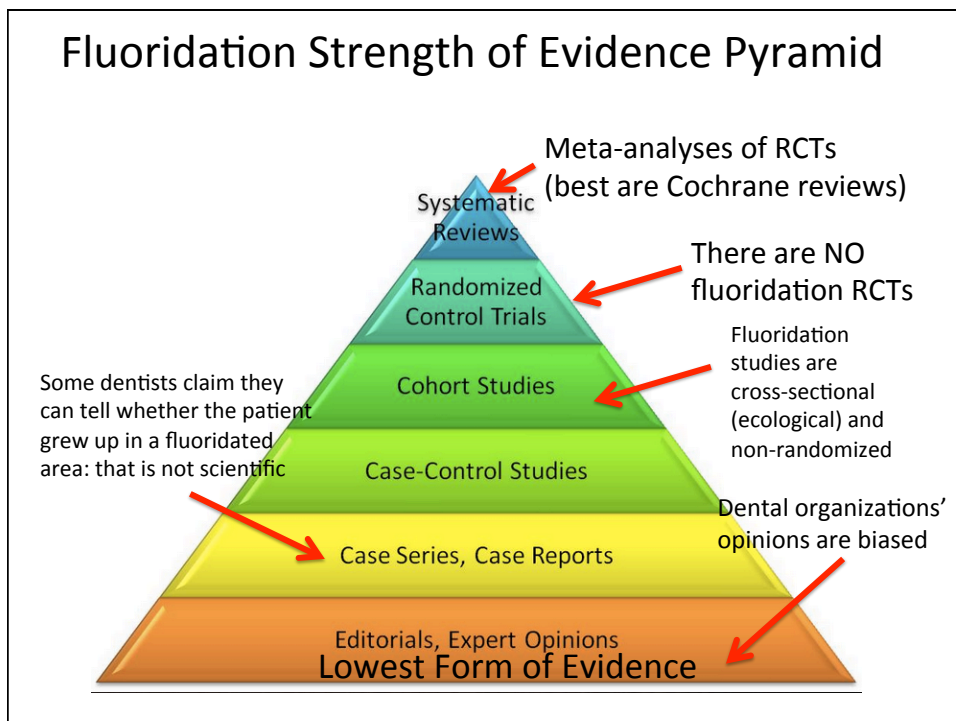 Fluoridation Strength of Evidence Pyramid
Meta-analyses of RCTs
(best are Cochrane reviews)
Systematic
Reviews
There are NO
fluoridation RCTs
Randomized
Control Trials
Fluoridation
studies are
cross-sectional
(ecological) and
non-randomized
Cohort Studies
Some dentists claim they
can tell whether the patient
grew up in a fluoridated
area: that is not scientific
Case-Control Studies
Dental organizations’
opinions are biased
Case Series, Case Reports
Editorials, Expert Opinions
Lowest Form of Evidence